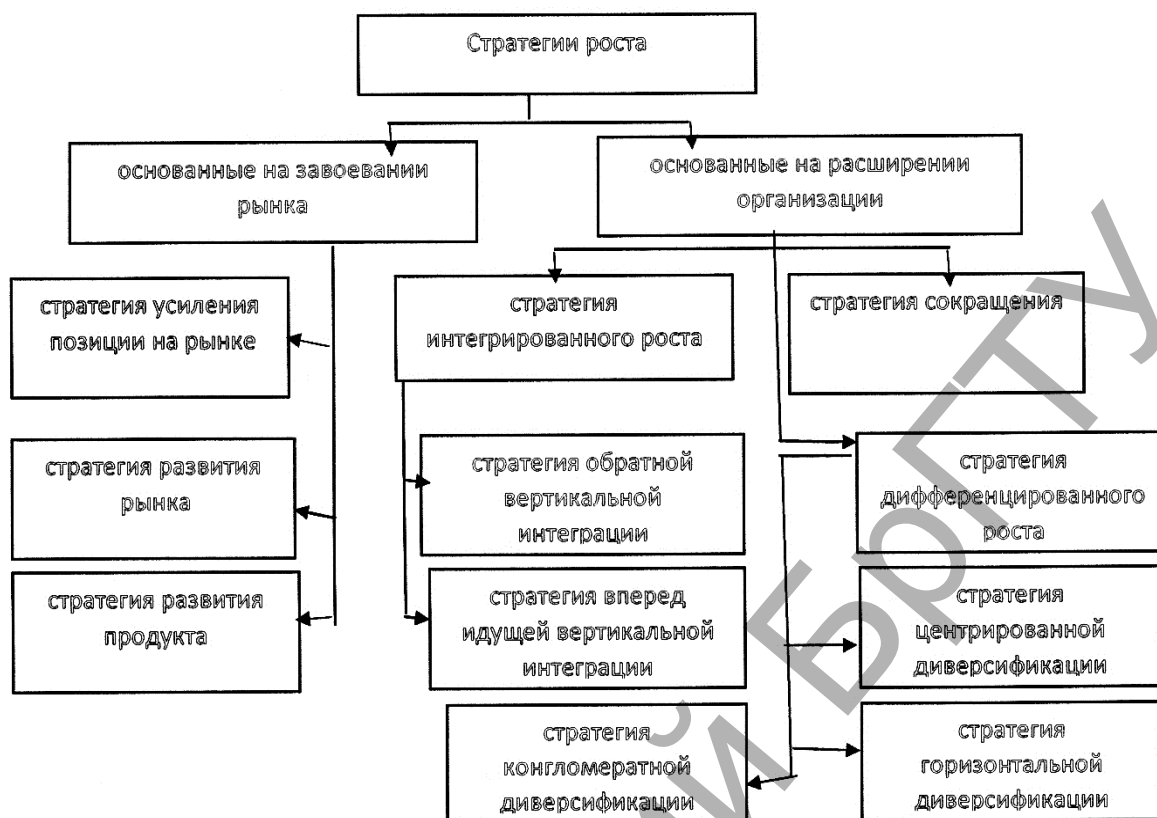 Стратегии роста
основанные на завоевании
рынка
основанные на расширении
организации
стратегия усиления
позиции на рынке
стратегия
интегрированного роста
стратегия сокращения
стратегия развития
рынка
стратегия обратной
вертикальной
интеграции
стратегия
дифференцированного
роста
стратегия развития
продукта
стратегия вперед
идущей вертикальной
интеграции
стратегия
центрированной
диверсификации
стратегия
конгломератной
диверсификации
стратегия
горизонтальной
диверсификации
й БрГТУ